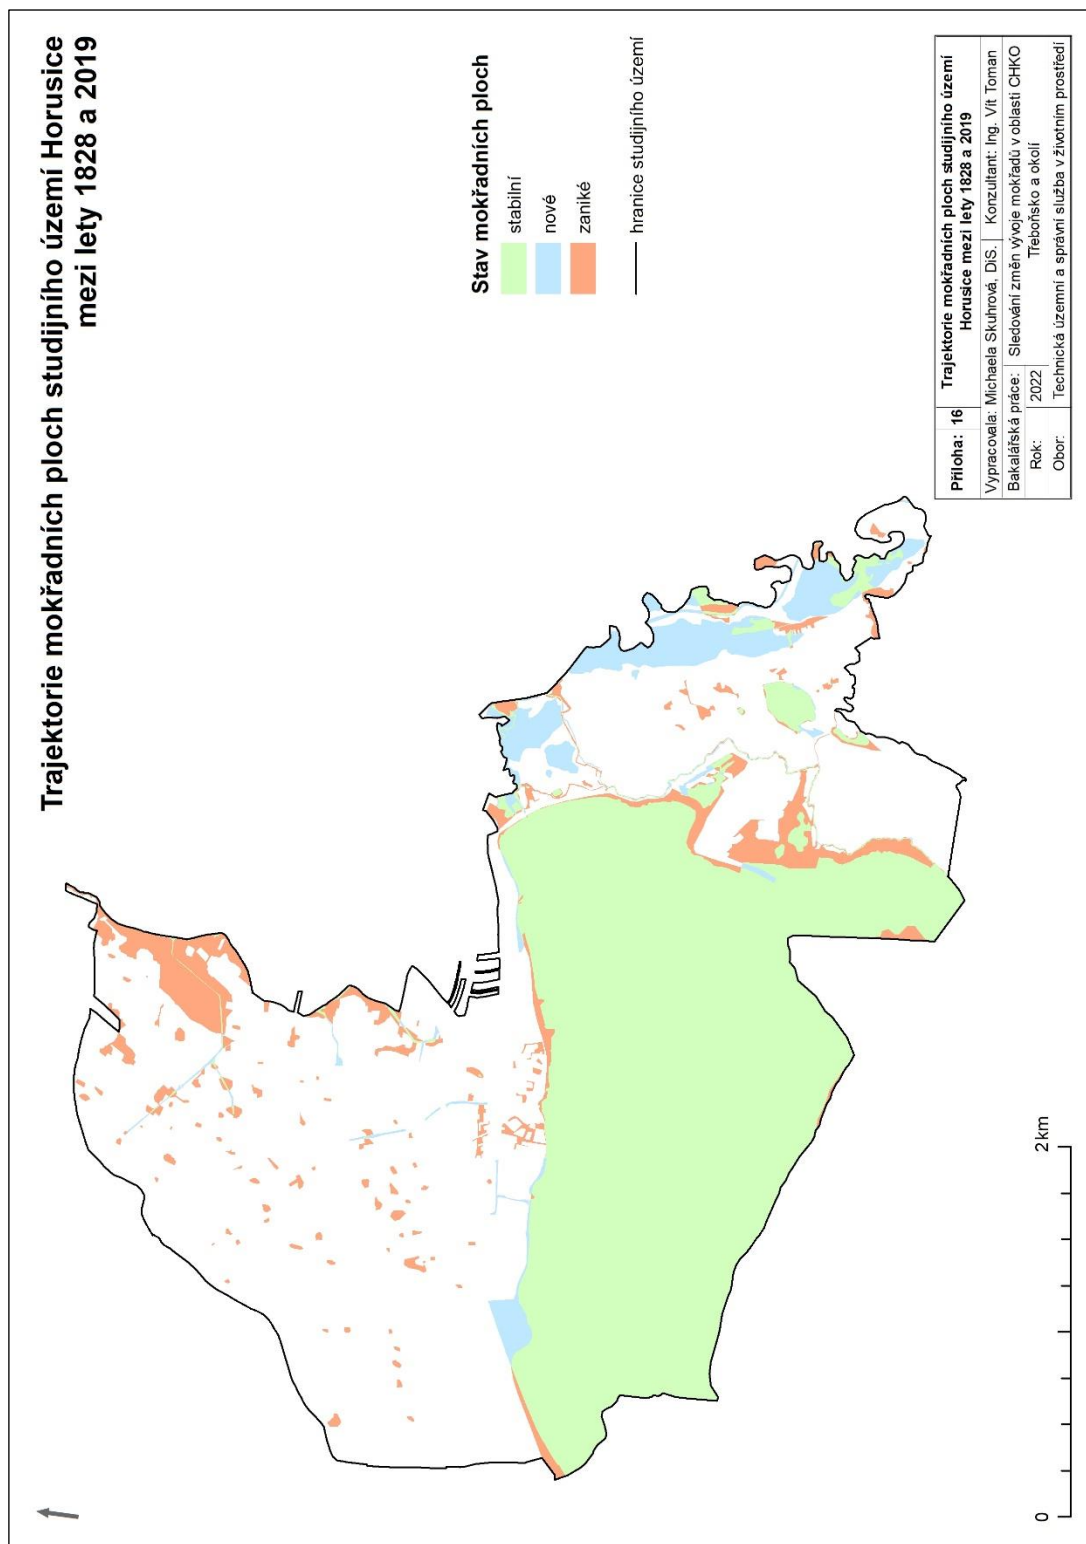 Trajektorie mokřadních ploch studijního území Horusice
mezi lety 1828 a 2019
Stav mokřadních ploch
stabilní
nové
zaniké
hranice studijního území
0
2km
Příloha: 16
Trajektorie mokřadních ploch studijního území
Horusice mezi lety 1828 a 2019
Vypracovala: Michaela Skuhrová, DiS.
Konzultant: Ing. Vít Toman
Bakalářská práce:
Sledování změn vývoje mokřadů v oblasti CHKO
Třeboňsko a okolí
Rok:
2022
Obor:
Technická územní a správní služba v životním prostředí